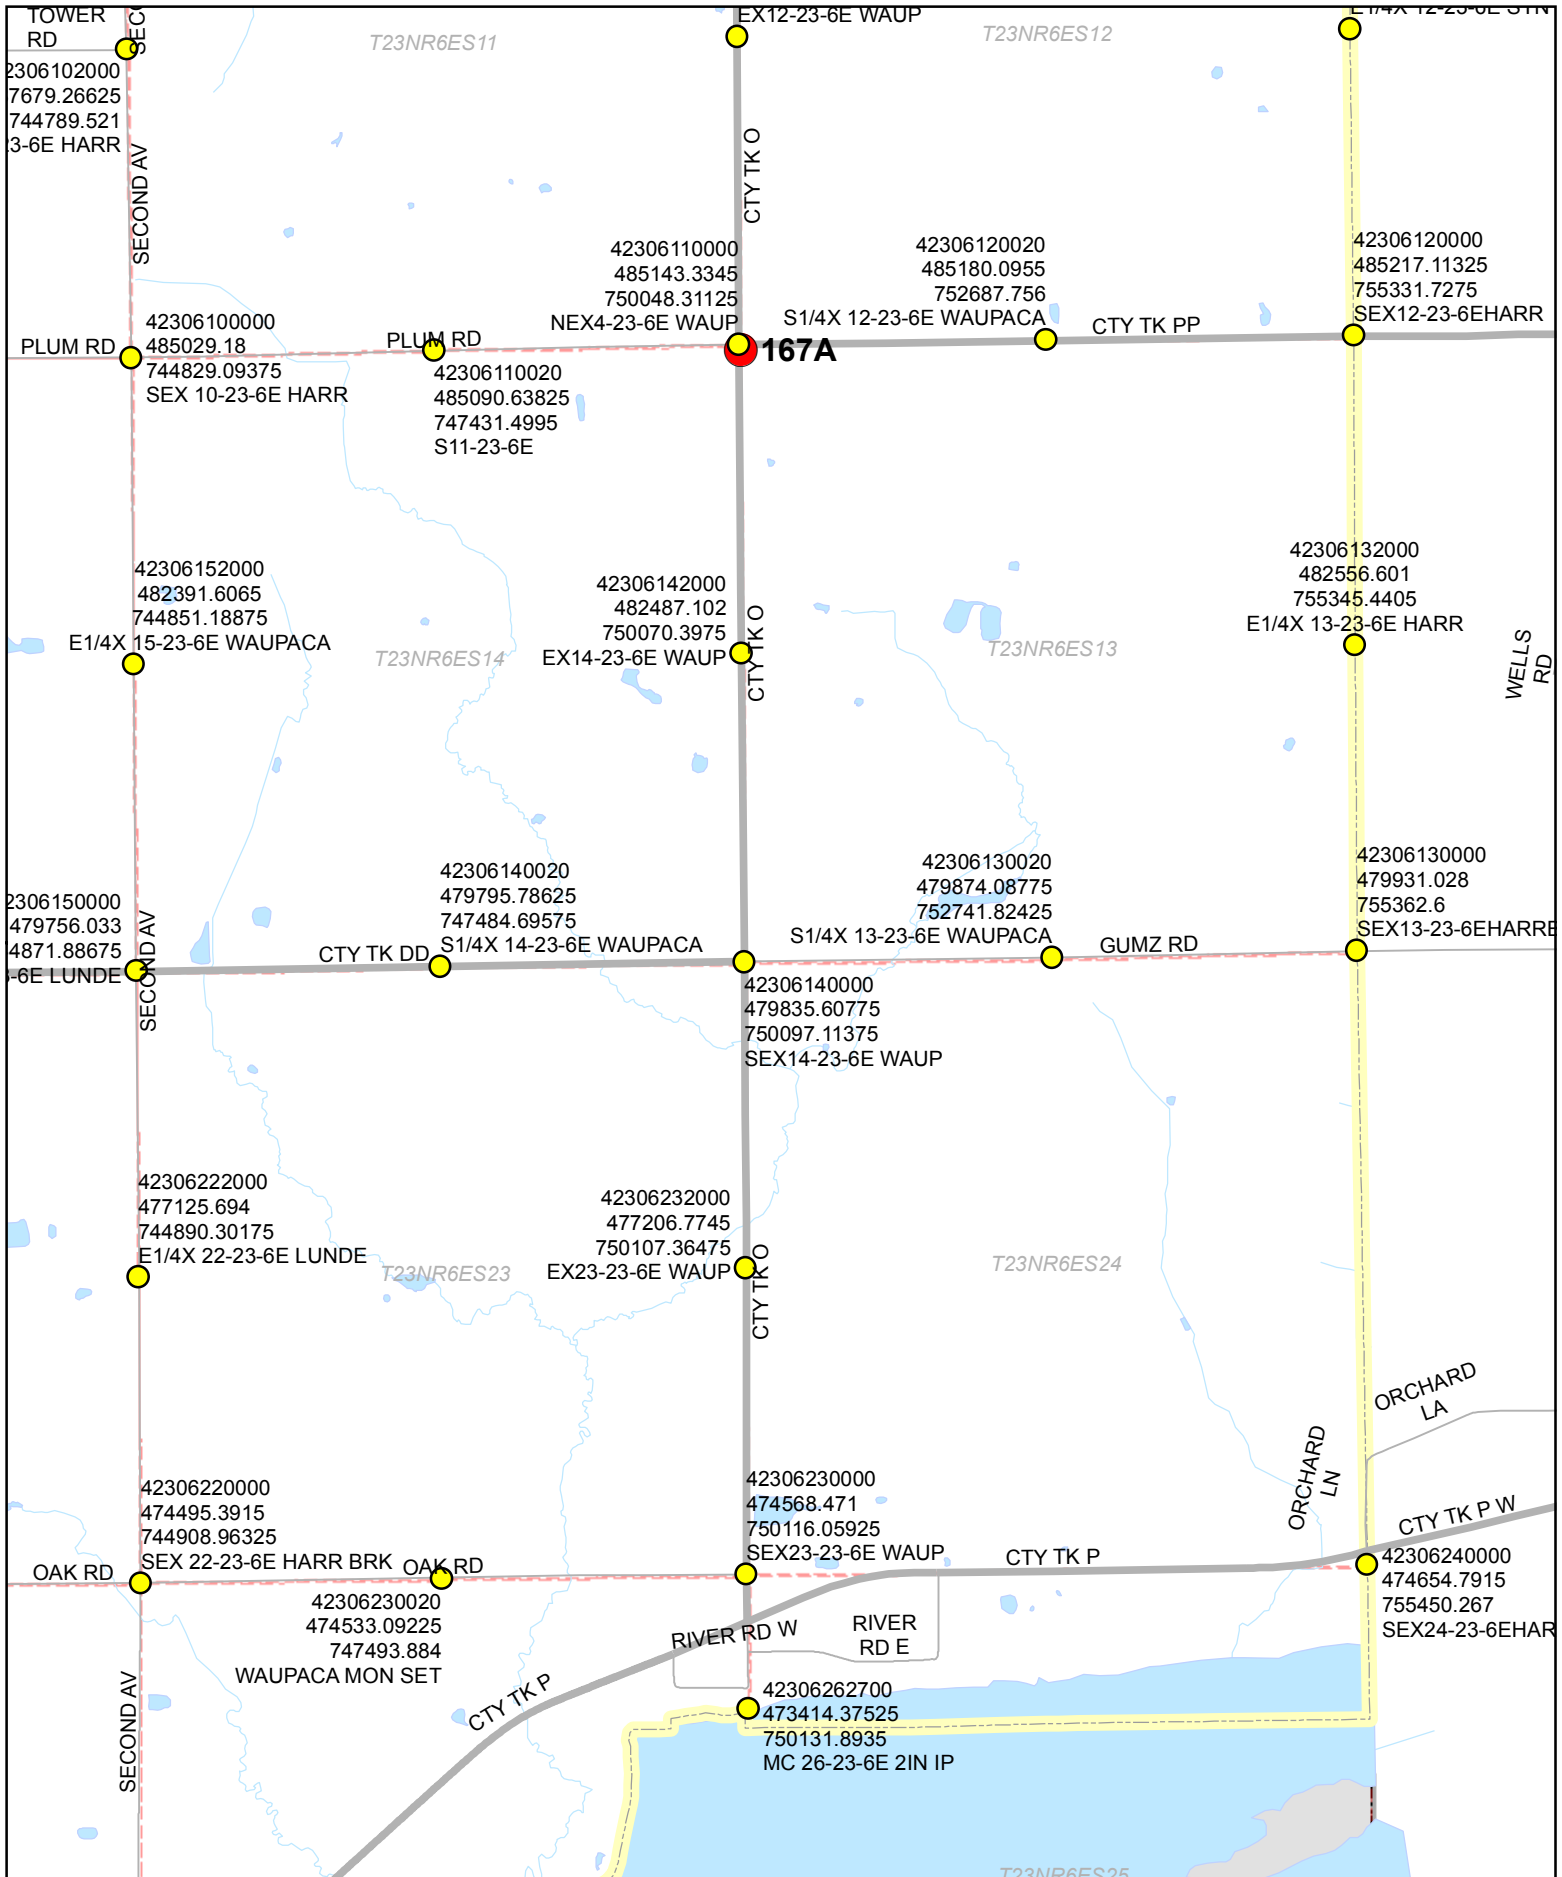 TOWER
RD
EX12-23-6E WAUP
T23NR6ES11
T23NR6ES12
2306102000
7679.26625
744789.521
3-6E HARR
SECOND AV
CTY TK O
42306110000
485143.3345
750048.31125
NEX4-23-6E WAUP
42306120020
485180.0955
752687.756
S1/4X 12-23-6E WAUPACA
42306120000
485217.11325
755331.7275
SEX12-23-6EHARR
PLUM RD
42306100000
485029.18
744829.09375
SEX 10-23-6E HARR
PLUM RD
42306110020
485090.63825
747431.4995
S11-23-6E
167A
CTY TK PP
42306152000
482391.6065
744851.18875
E1/4X 15-23-6E WAUPACA
T23NR6ES14
42306142000
482487.102
750070.3975
EX14-23-6E WAUP
CTY TK O
T23NR6ES13
42306132000
482556.601
755345.4405
E1/4X 13-23-6E HARR
WELLS
RD
2306150000
479756.033
4871.88675
-6E LUNDE
SECOND AV
CTY TK DD
42306140020
479795.78625
747484.69575
S1/4X 14-23-6E WAUPACA
42306130020
479874.08775
752741.82425
S1/4X 13-23-6E WAUPACA
GUMZ RD
42306130000
479931.028
755362.6
SEX13-23-6EHARRE
42306140000
479835.60775
750097.11375
SEX14-23-6E WAUP
42306222000
477125.694
744890.30175
E1/4X 22-23-6E LUNDE
T23NR6ES23
42306232000
477206.7745
750107.36475
EX23-23-6E WAUP
CTY TK O
T23NR6ES24
ORCHARD
LA
ORCHARD
LN
42306220000
474495.3915
744908.96325
SEX 22-23-6E HARR BRK
OAK RD
OAK RD
42306230020
474533.09225
747493.884
WAUPACA MON SET
42306230000
474568.471
750116.05925
SEX23-23-6E WAUP
CTY TK P
CTY TK P W
42306240000
474654.7915
755450.267
SEX24-23-6EHAR
RIVER RD W
RIVER
RD E
SECOND AV
CTY TK P
42306262700
473414.37525
750131.8935
MC 26-23-6E 2IN IP
T23NR6ES25